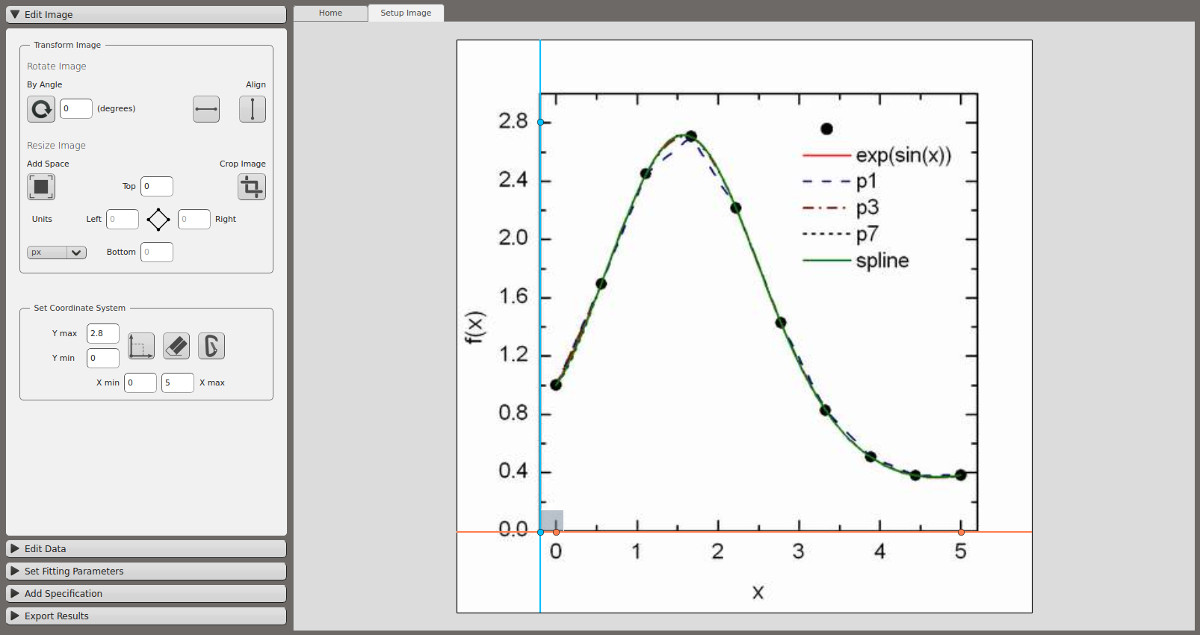 Edit Image
Home
Setup Image
Transform Image
Rotate Image
By Angle
Align
0
(degrees)
Resize Image
Add Space
Crop Image
Top
0
Units
Left
0
0
Right
px
Bottom
0
Set Coordinate System
Y max
2.8
Y min
0
X min
0
5
X max
Edit Data
Set Fitting Parameters
Add Specification
Export Results
2.8
2.4
2.0
1.6
1.2
0.8
0.4
0.0
f(x)
exp(sin(x))
p1
p3
p7
spline
0 1 2 3 4 5
x